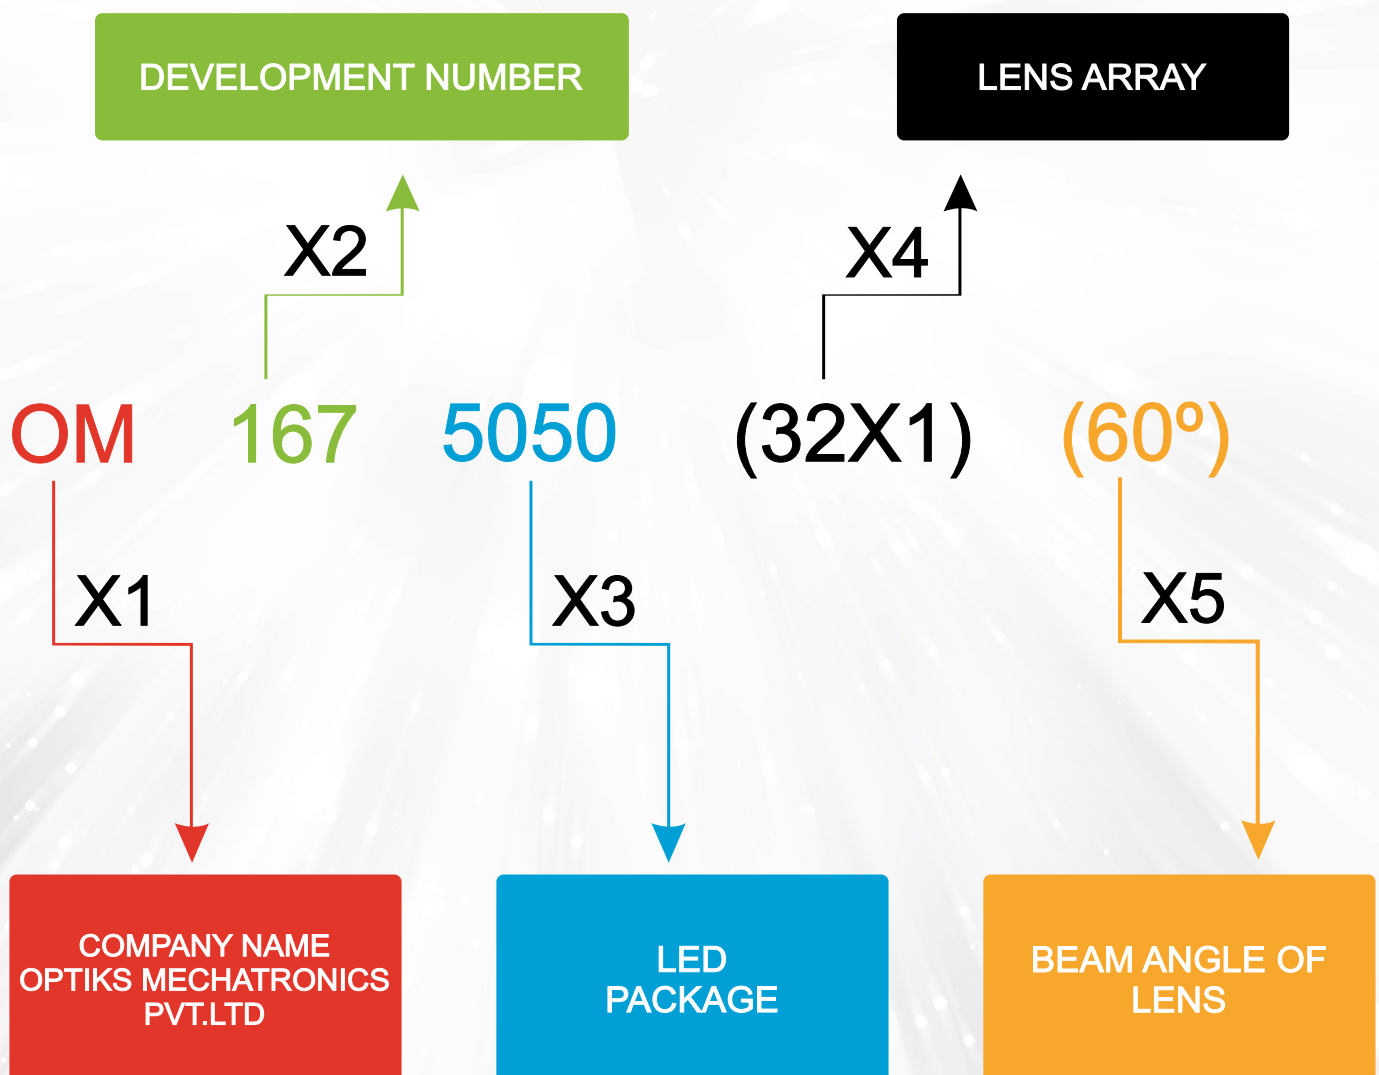 DEVELOPMENT NUMBER
LENS ARRAY
X2
X4
OM 167 5050 (32X1) (60º)
X1
X3
X5
COMPANY NAME
OPTIKS MECHATRONICS
PVT.LTD
LED
PACKAGE
BEAM ANGLE OF
LENS